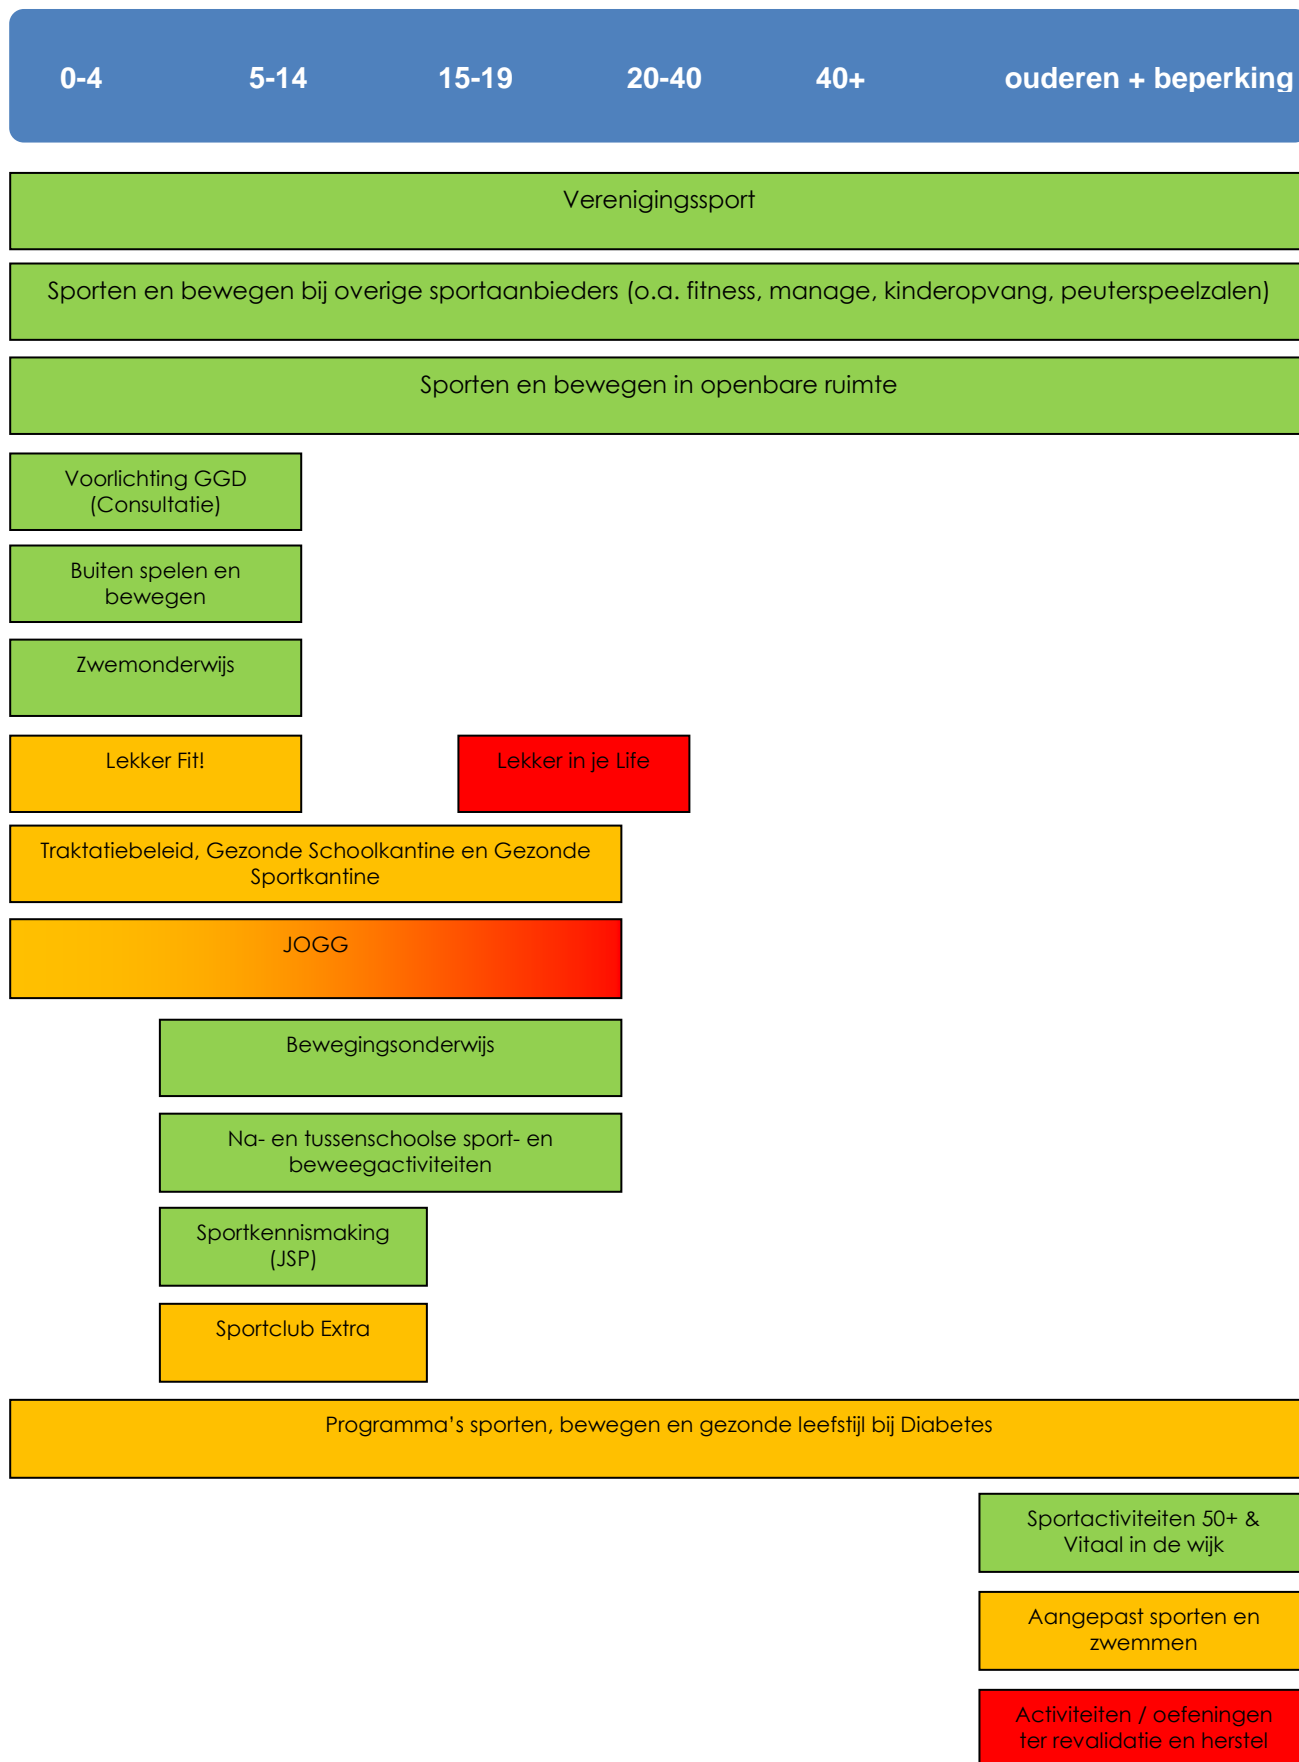 0-4 5-14 15-19 20-40 40+ ouderen + beperking
Verenigingssport
Sporten en bewegen bij overige sportaanbieders (o.a. fitness, manage, kinderopvang, peuterspeelzalen)
Sporten en bewegen in openbare ruimte
Voorlichting GGD
(Consultatie)
Buiten spelen en
bewegen
Zwemonderwijs
Lekker Fit!
Lekker in je Life
Traktatiebeleid, Gezonde Schoolkantine en Gezonde
Sportkantine
JOGG
Bewegingsonderwijs
Na- en tussenschoolse sport- en
beweegactiviteiten
Sportkennismaking
(JSP)
Sportclub Extra
Programma's sporten, bewegen en gezonde leefstijl bij Diabetes
Sportactiviteiten 50+ &
Vitaal in de wijk
Aangepast sporten en
zwemmen
Activiteiten / oefeningen
ter revalidatie en herstel